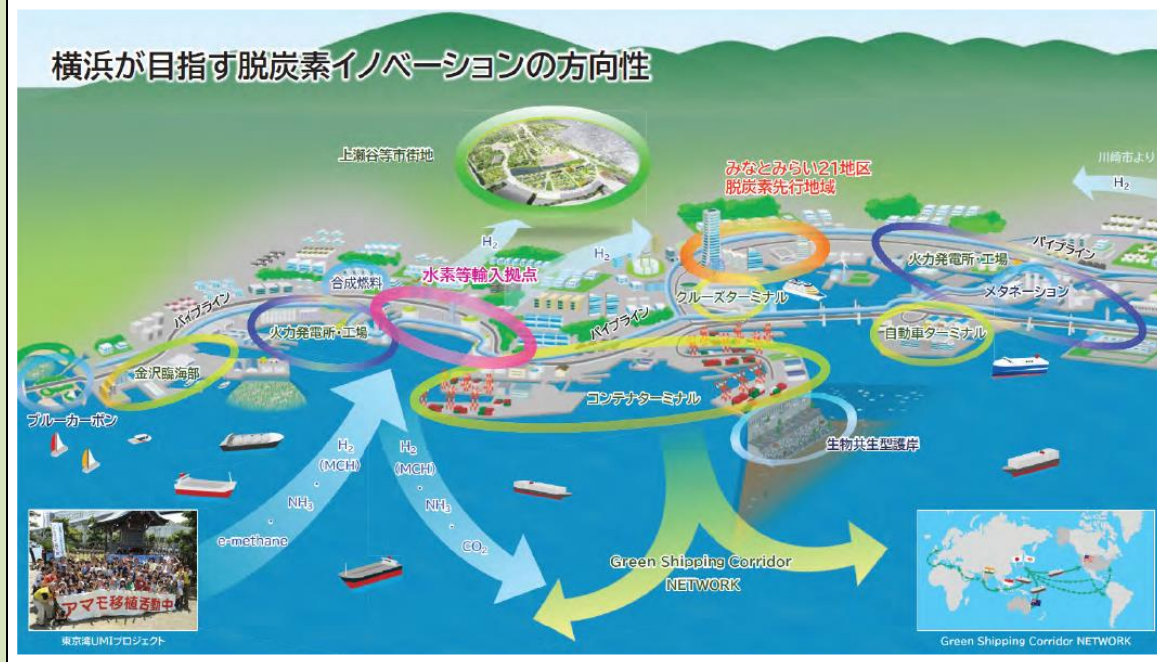 横浜が目指す脱炭素イノベーションの方向性
上瀬谷等市街地
みなとみらい21地区
脱炭素先行地域
川崎市より
H₂
H₂
H₂
パイプライン
火力発電所・工場
メタネーション
水素等輸入拠点
合成燃料
クルーズターミナル
パイプライン
パイプライン
火力発電所・工場
自動車ターミナル
金沢臨海部
コンテナターミナル
ブルーカーボン
生物共生型護岸
H₂
(MCH)
・
NH₃
・
e-methane
H₂
(MCH)
・
NH₃
・
CO₂
Green Shipping Corridor
NETWORK
アマモ移植活動中
東京湾UMIプロジェクト
Green Shipping Corridor NETWORK